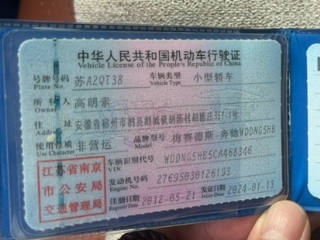 中华人民共和国机动车行驶证
Vehicle License of the People's Republic of China
号牌号码 苏A2QT38 车辆类型 小型轿车
Plate No. Vehicle Type
所有人 高明索
Owner
住址
Address
使用性质 非营运 品牌型号 梅赛德斯-奔驰WDDNG5HB
车辆识别代号 WDDNG5HB5CA468346
VIN
发动机号码 27695830126193
Engine No.
注册日期 2012-05-21 发证日期 2024-01-13
Register Date Issue Date
江苏省南京
市公安局
交通管理局